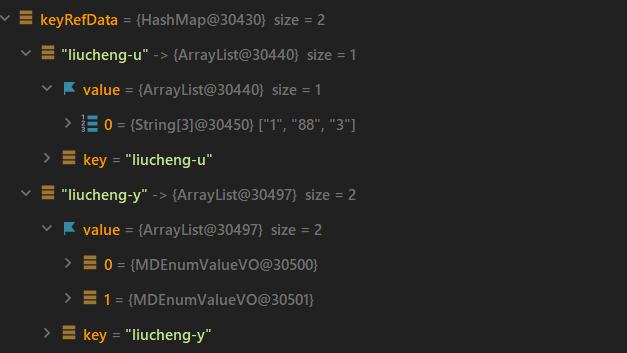 keyRefData = {HashMap@30430} size = 2
"liucheng-u" -> {ArrayList@30440} size = 1
value = {ArrayList@30440} size = 1
0 = {String[3]@30450} ["1", "88", "3"]
key = "liucheng-u"
"liucheng-y" -> {ArrayList@30497} size = 2
value = {ArrayList@30497} size = 2
0 = {MDEnumValueVO@30500}
1 = {MDEnumValueVO@30501}
key = "liucheng-y"